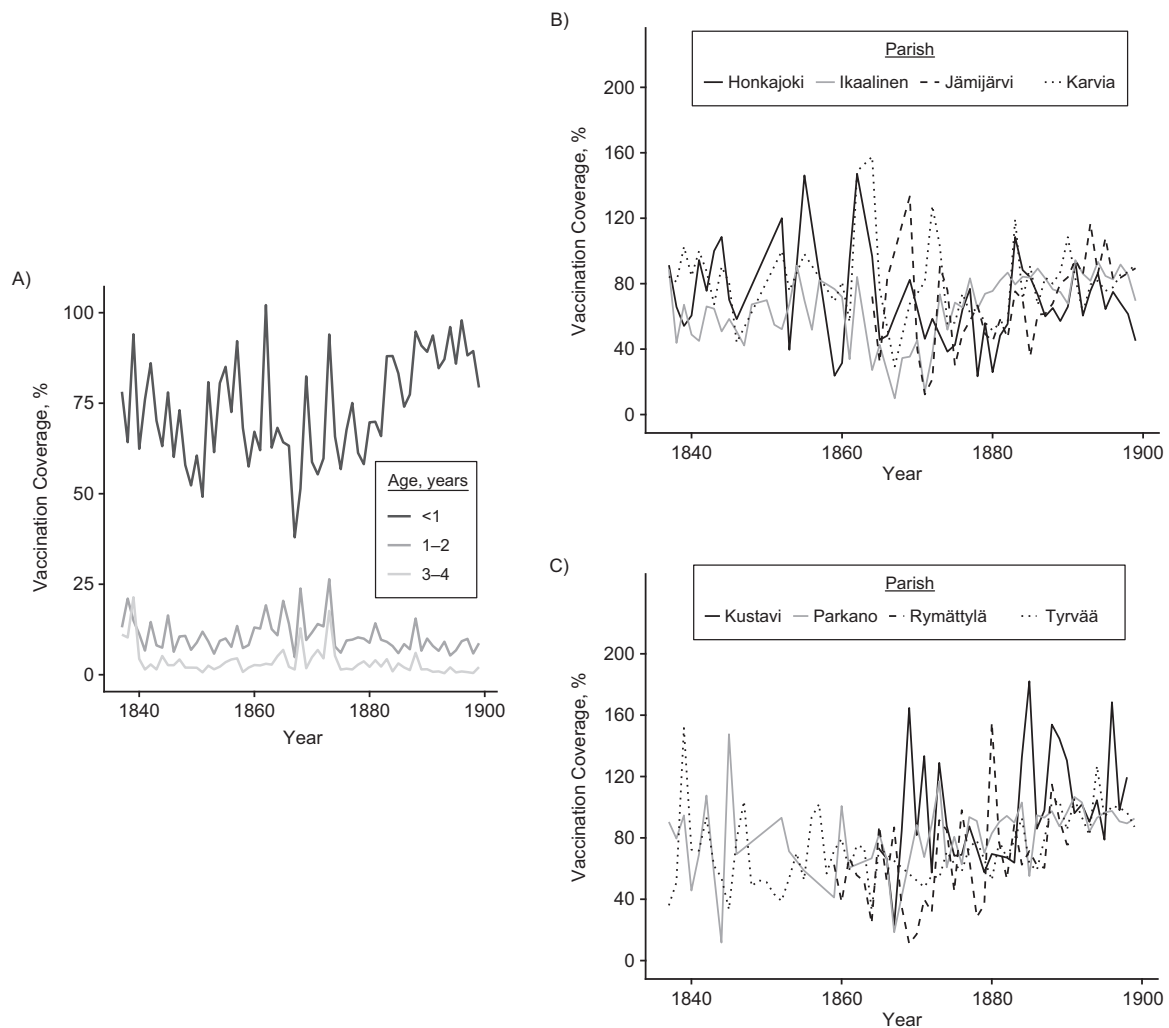 A)
Vaccination Coverage, %
100
75
50
25
0
1840 1860 1880 1900
Year
Age, years
<1
1–2
3–4
B)
Vaccination Coverage, %
200
160
120
80
40
0
1840 1860 1880 1900
Year
Parish
Honkajoki Ikaalinen Jämijärvi Karvia
C)
Vaccination Coverage, %
200
160
120
80
40
0
1840 1860 1880 1900
Year
Parish
Kustavi Parkano Rymättylä Tyrvää